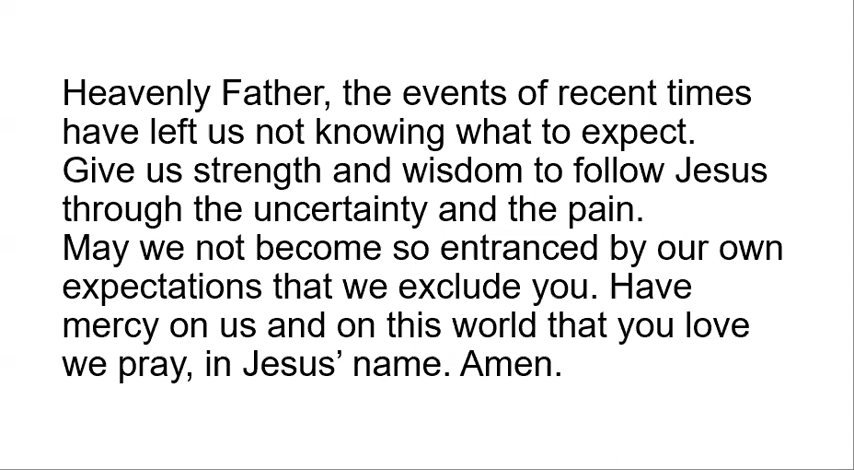 Heavenly Father, the events of recent times
have left us not knowing what to expect.
Give us strength and wisdom to follow Jesus
through the uncertainty and the pain.
May we not become so entranced by our own
expectations that we exclude you. Have
mercy on us and on this world that you love
we pray, in Jesus’ name. Amen.